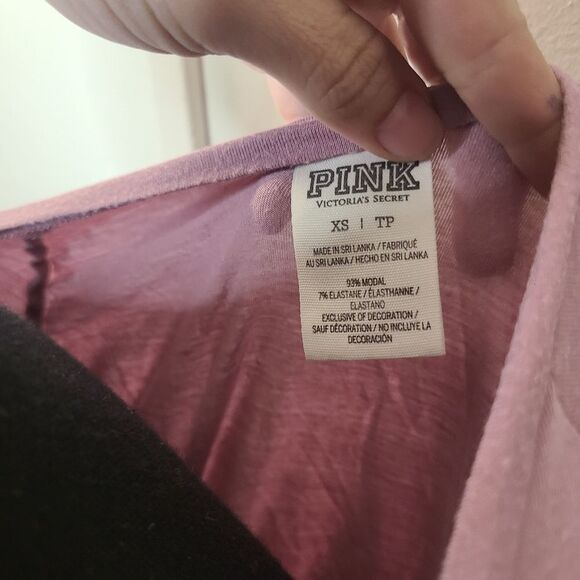 PINK
VICTORIA'S SECRET
XS | TP
MADE IN SRI LANKA / FABRIQUÉ
AU SRI LANKA / HECHO EN SRI LANKA
93% MODAL
7% ELASTANE / ÉLASTHANNE /
ELASTANO
EXCLUSIVE OF DECORATION /
SAUF DÉCORATION / NO INCLUYE LA
DECORACIÓN